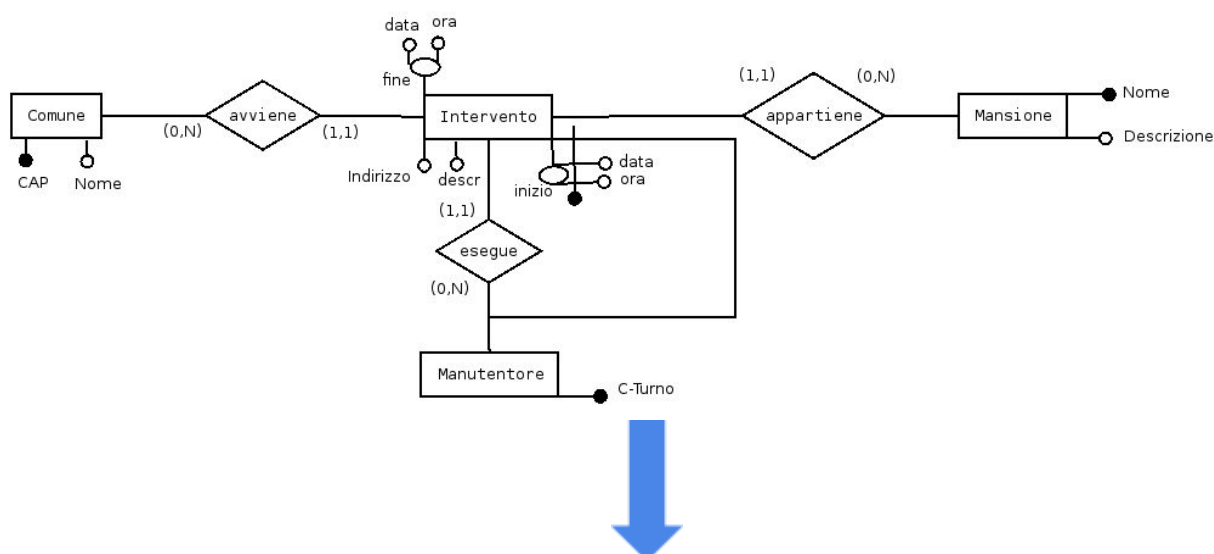 data ora
fine
(1,1) (0,N)
Comune avviene Intervento appartiene Mansione Nome
(0,N) (1,1)
CAP Nome Indirizzo descr inizio data Descrizione
ora
(1,1)
esegue
(0,N)
Manutentore
C-Turno